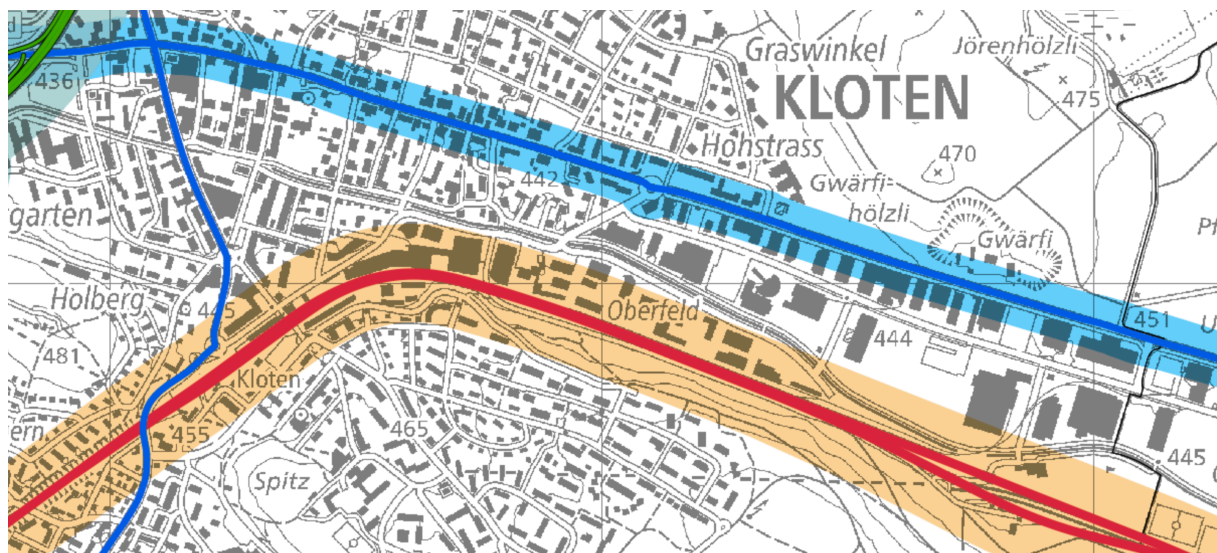 436
Graswinkel
Jörenhölzli
KLOTEN
475
Hohstrass
470
442
Gwärfi-
hölzli
garten
Gwärfi
Holberg
445
Oberfeld
451
U
444
481
Kloten
ern
455
465
445
Spitz